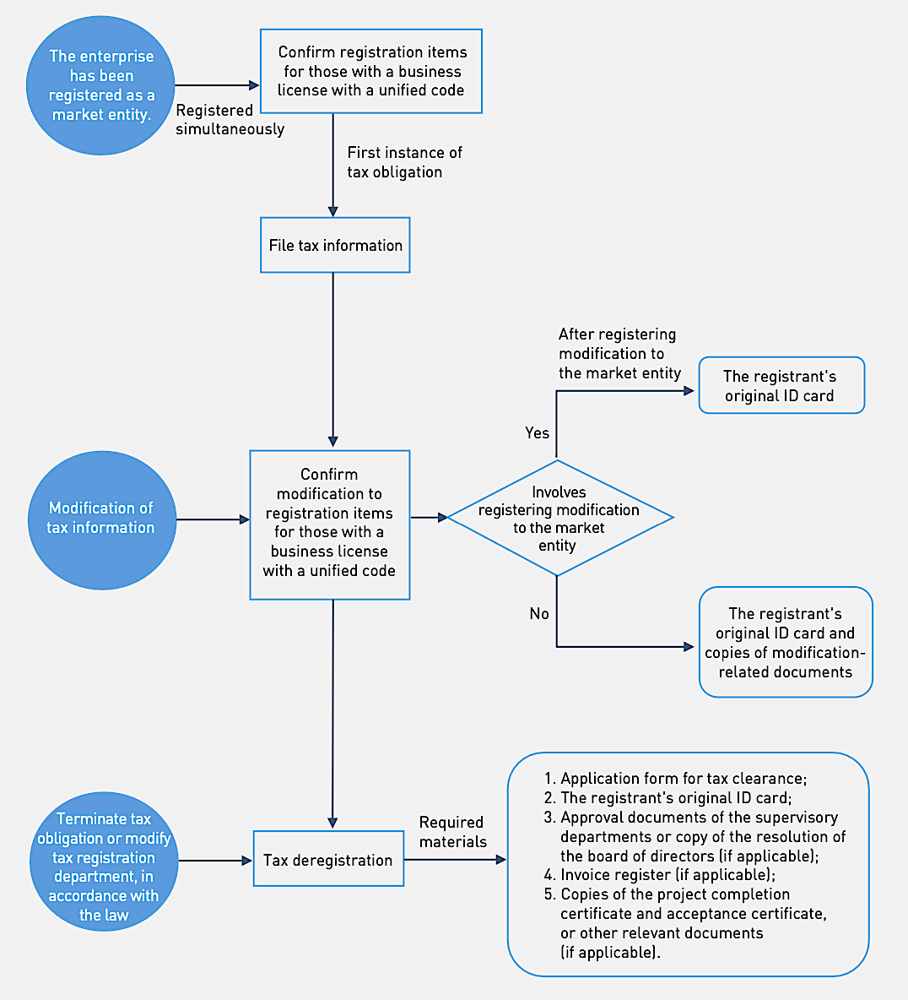 The enterprise
has been
registered as a
market entity.
Registered
simultaneously
Confirm registration items
for those with a business
license with a unified code
First instance of
tax obligation
File tax information
After registering
modification to
the market entity
The registrant's
original ID card
Yes
Modification of
tax information
Confirm
modification to
registration items
for those with a
business license
with a unified code
Involves
registering modification
to the market
entity
No
The registrant's
original ID card and
copies of modification-
related documents
Terminate tax
obligation or modify
tax registration
department, in
accordance with
the law
Tax deregistration
Required
materials
1. Application form for tax clearance;
2. The registrant's original ID card;
3. Approval documents of the supervisory
departments or copy of the resolution of
the board of directors (if applicable);
4. Invoice register (if applicable);
5. Copies of the project completion
certificate and acceptance certificate,
or other relevant documents
(if applicable).